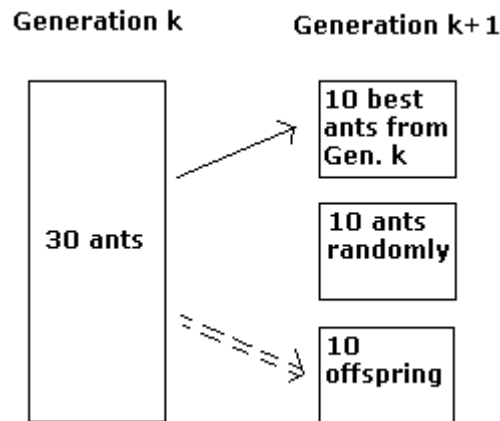 Generation k
Generation k+1
30 ants
10 best
ants from
Gen. k
10 ants
randomly
10
offspring